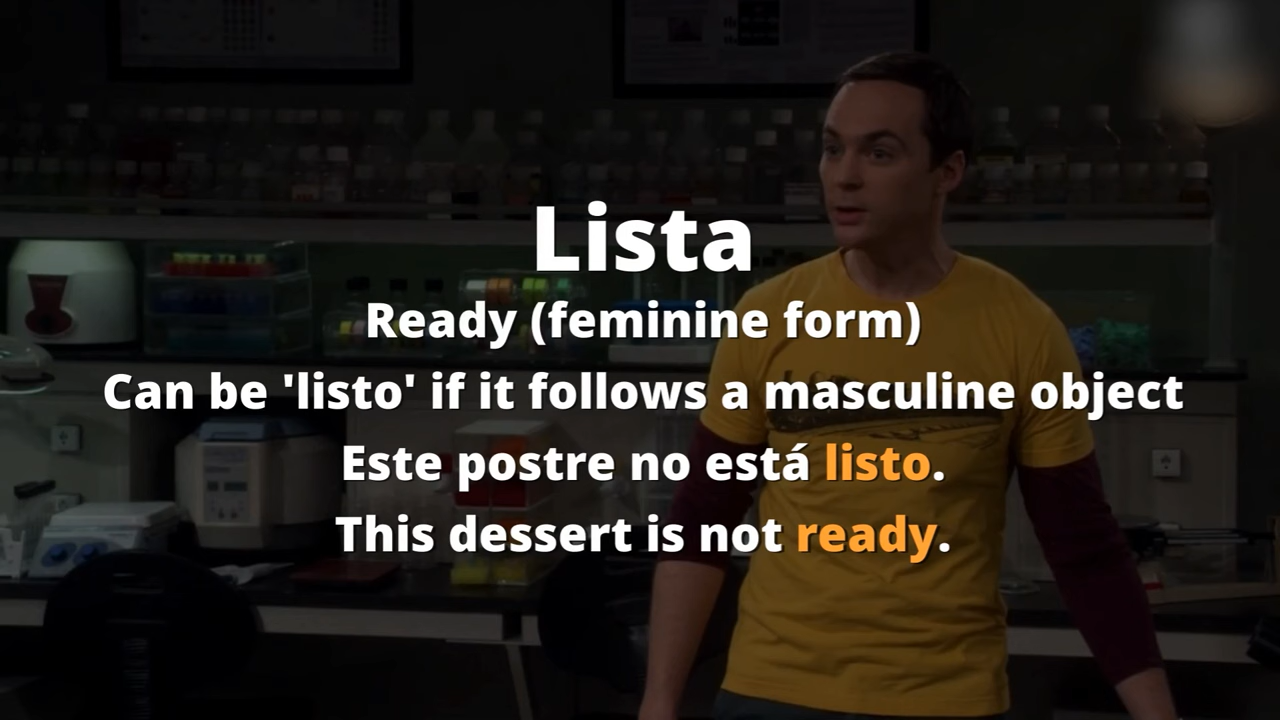 Lista
Ready (feminine form)
Can be 'listo' if it follows a masculine object
Este postre no está listo.
This dessert is not ready.